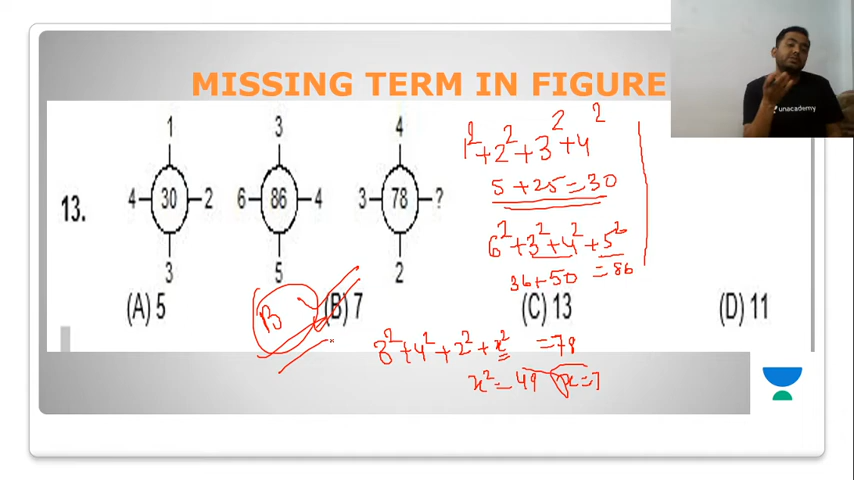 MISSING TERM IN FIGURE
unacademy
13.
1
4 30 2
3
3
6 86 4
5
4
3 78 ?
2
1² + 2² + 3² + 4²
5 + 25 = 30
6² + 3² + 4² + 5²
36 + 50 = 86
(A) 5
(B) 7
(C) 13
(D) 11
B
3² + 4² + 2² + x² = 78
x² = 49 x = 7